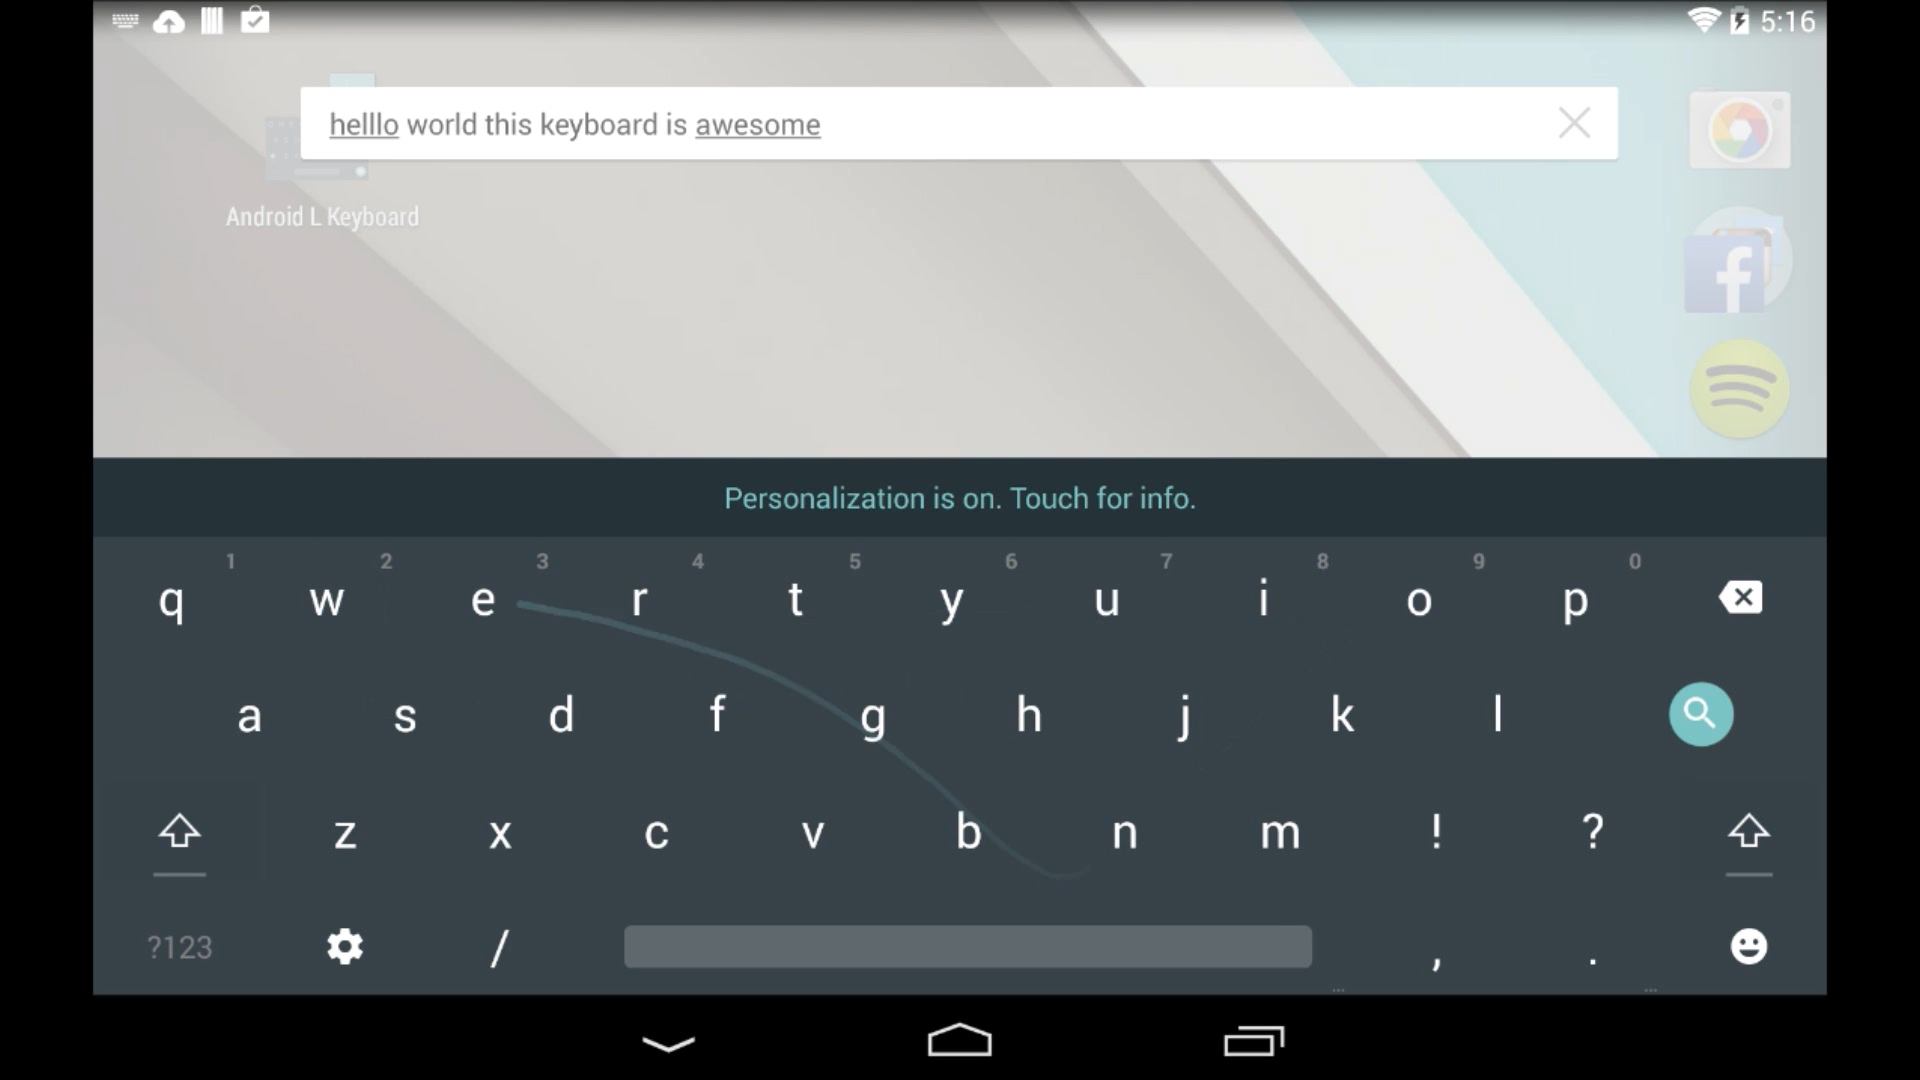 5:16
helllo world this keyboard is awesome
Android L Keyboard
f
Personalization is on. Touch for info.
1 2 3 4 5 6 7 8 9 0
q w e r t y u i o p
a s d f g h j k l
z x c v b n m ! ?
?123 / , .
... ...